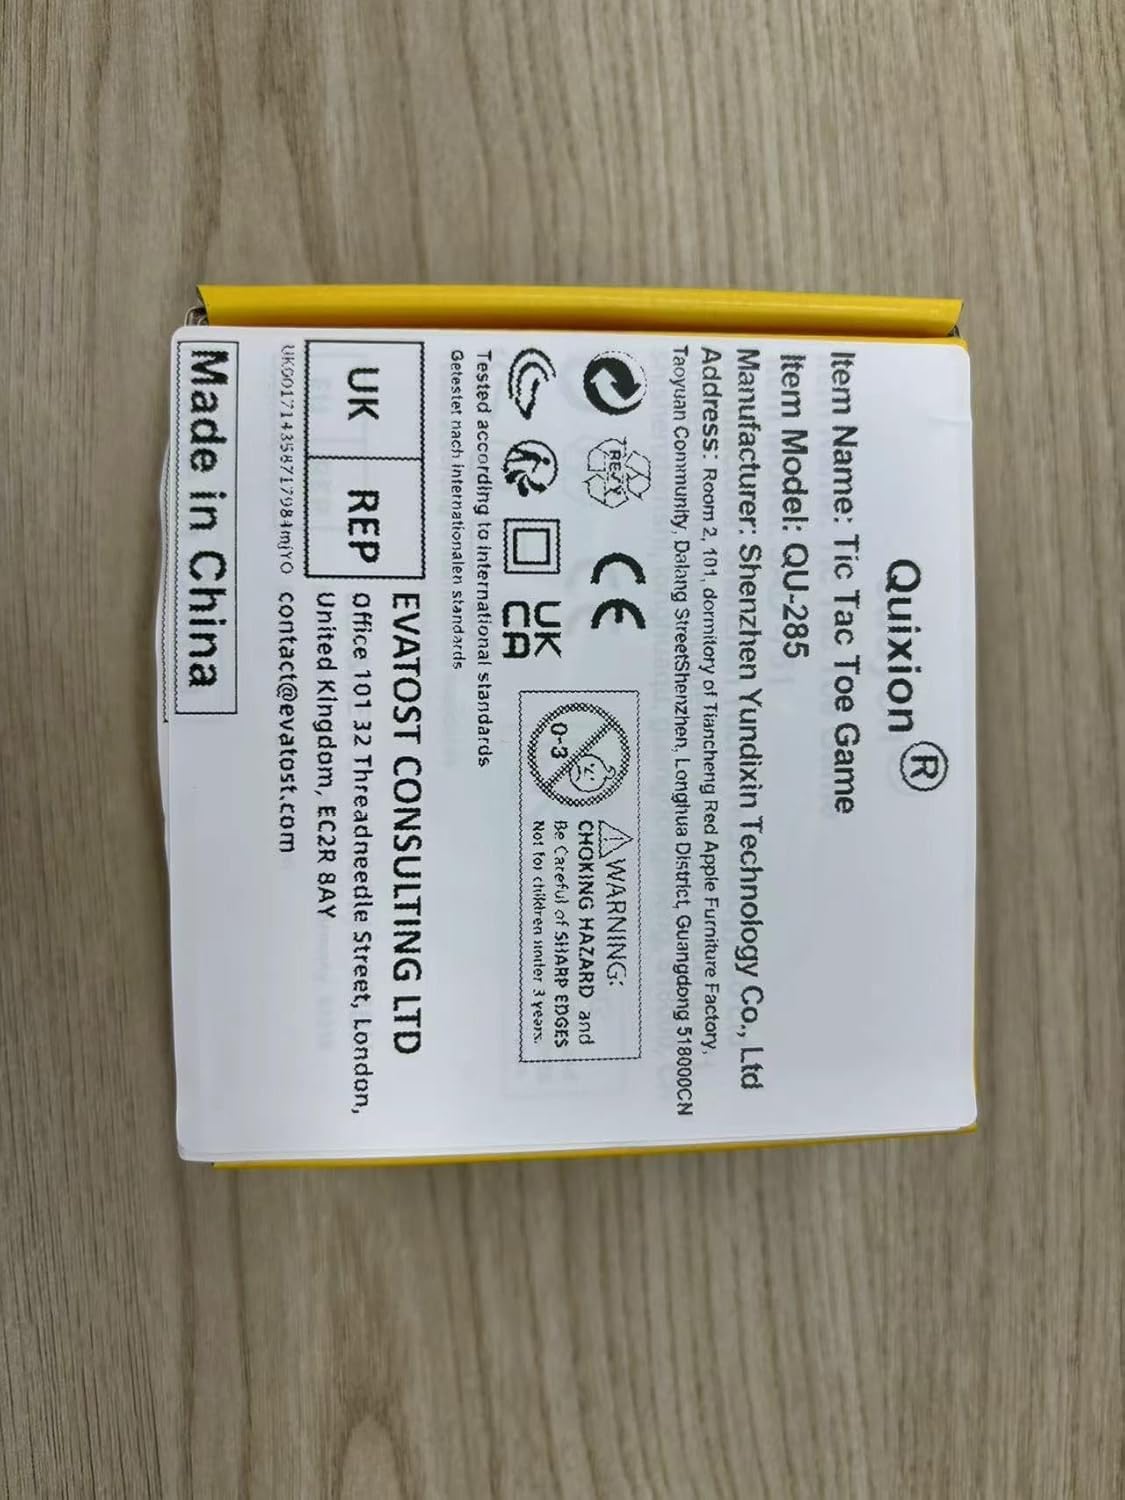 Quixion ®
Item Name: Tic Tac Toe Game
Item Model: QU-285
Manufacturer: Shenzhen Yundixin Technology Co., Ltd
Address: Room 2, 101, dormitory of Tiancheng Red Apple Furniture Factory,
Taoyuan Community, Dalang StreetShenzhen, Longhua District, Guangdong 518000CN
CE
UK
CA
0-3
WARNING:
CHOKING HAZARD and
Be Careful of SHARP EDGES
Not for children under 3 years.
Tested according to international standards
Getestet nach internationalen standards
UK REP
EVATOST CONSULTING LTD
Office 101 32 Threadneedle Street, London,
United Kingdom, EC2R 8AY
contact@evatost.com
Made in China